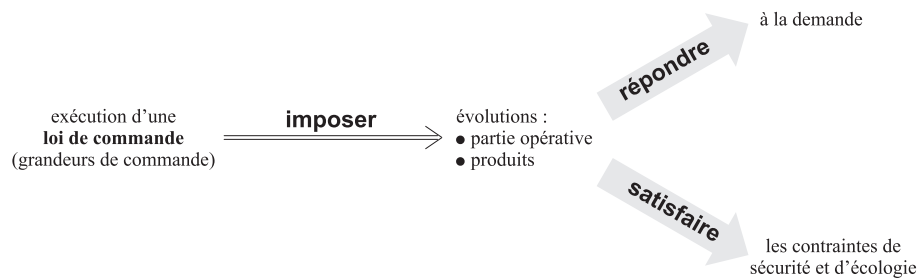 exécution d'une
loi de commande
(grandeurs de commande)
imposer
évolutions :
● partie opérative
● produits
répondre
à la demande
satisfaire
les contraintes de
sécurité et d'écologie